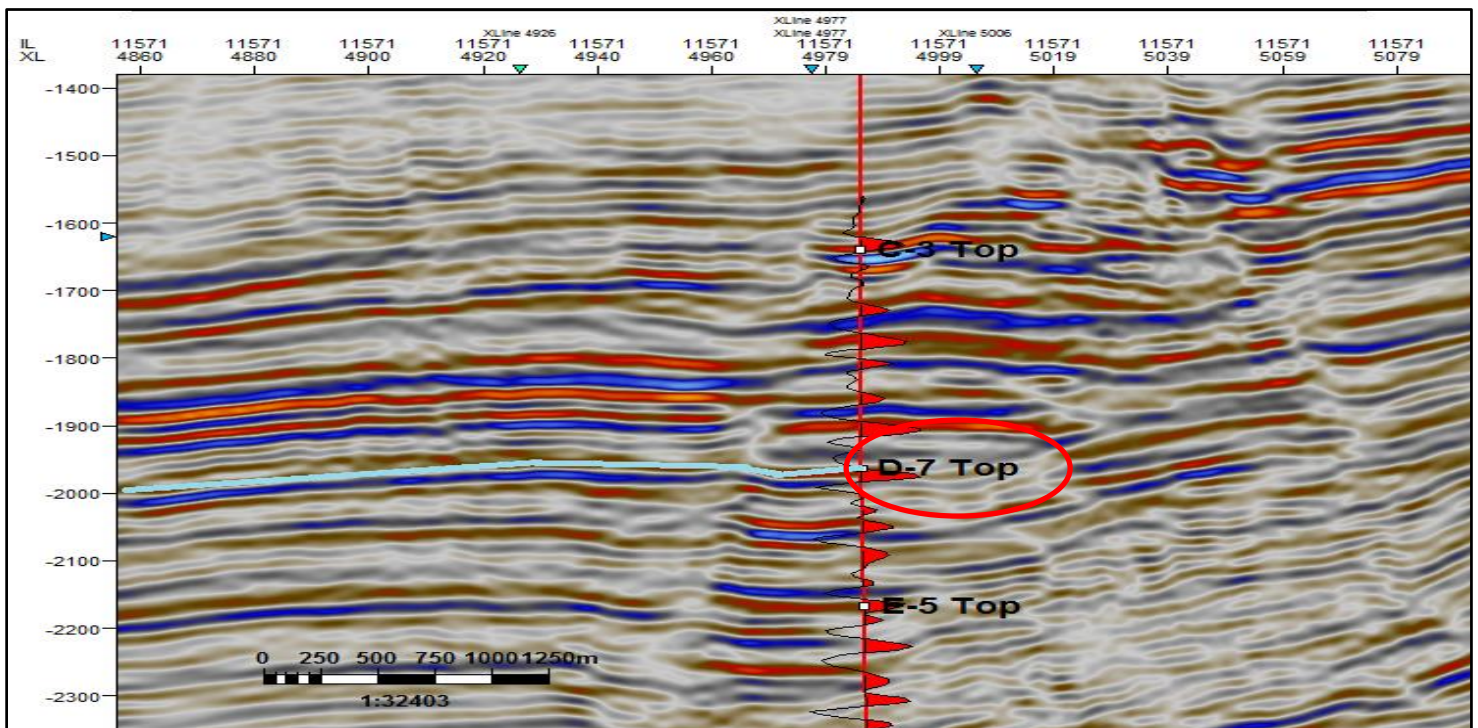 XLine 4977
XLine 4926 XLine 4977 XLine 5006
IL 11571 11571 11571 11571 11571 11571 11571 11571 11571 11571 11571 11571
XL 4860 4880 4900 4920 4940 4960 4979 4999 5019 5039 5059 5079
-1400
-1500
-1600
C-3 Top
-1700
-1800
-1900
D-7 Top
-2000
-2100
E-5 Top
-2200
0 250 500 750 1000 1250m
-2300
1:32403